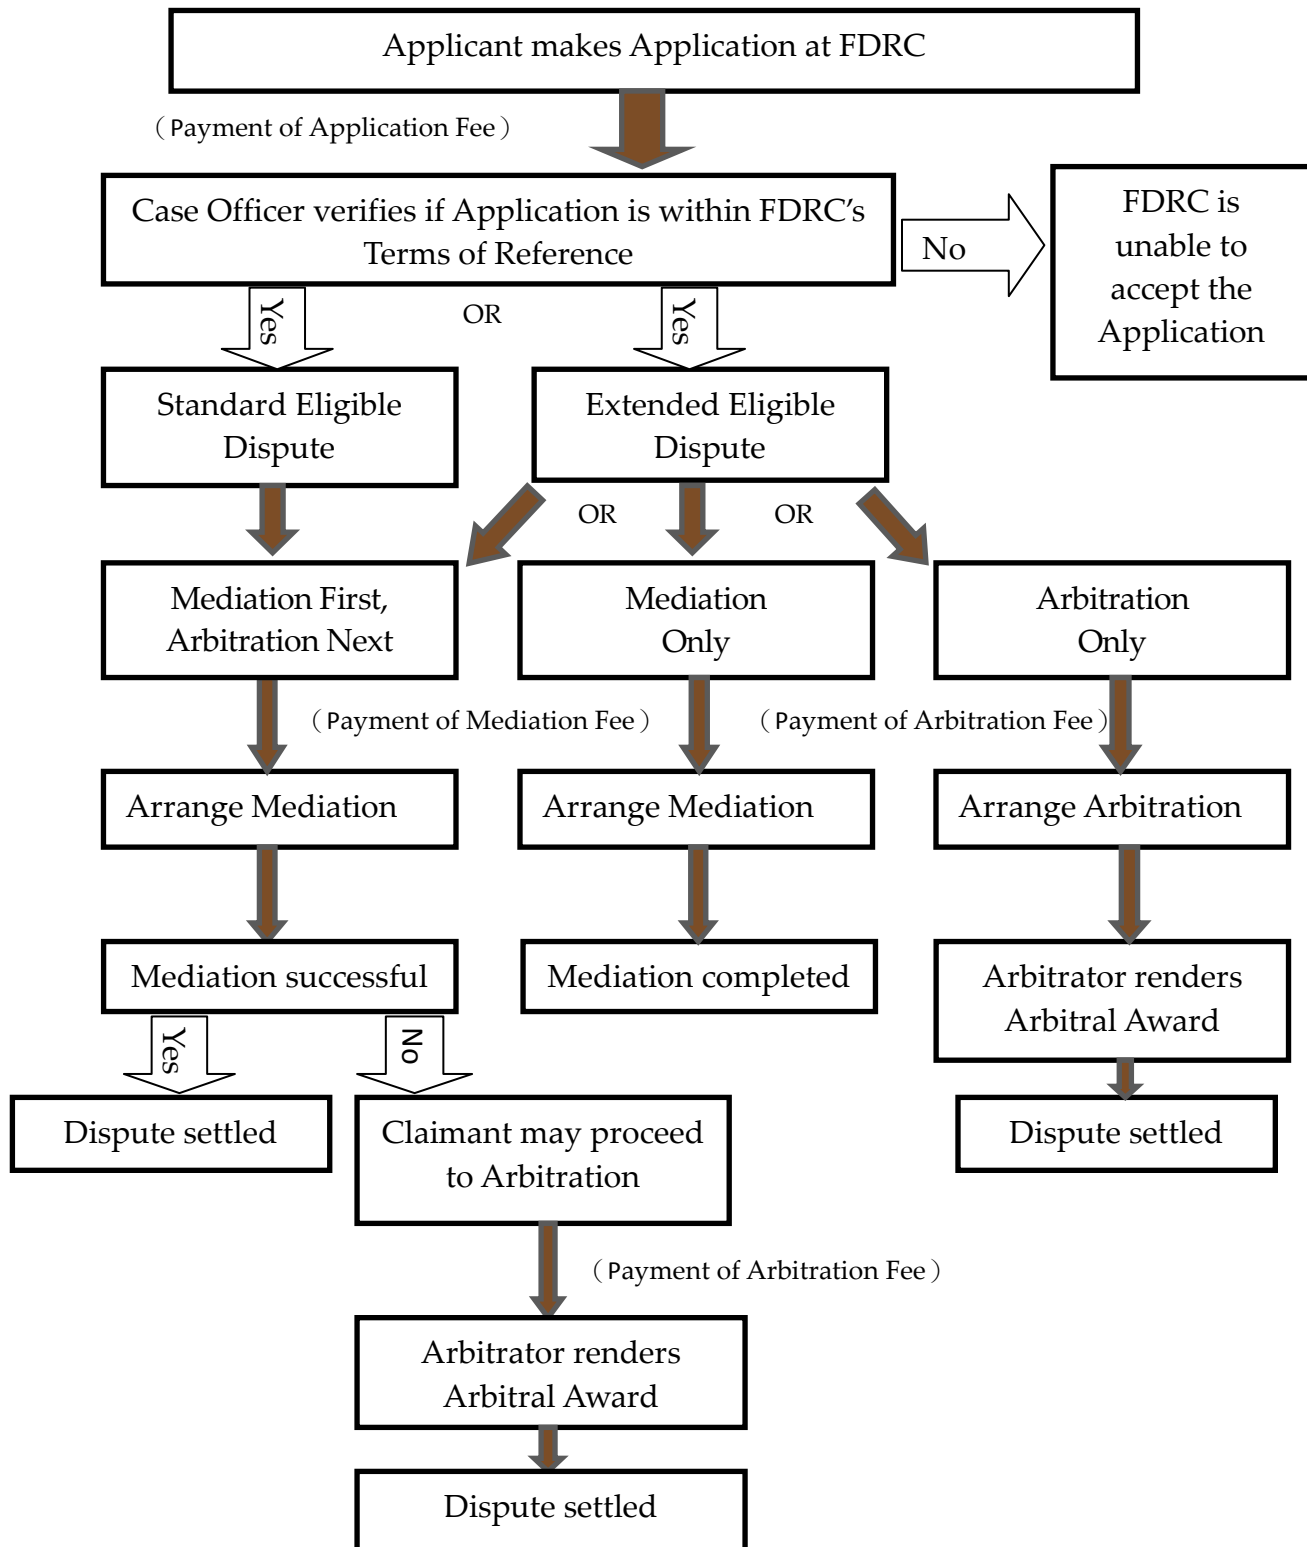 Applicant makes Application at FDRC
（Payment of Application Fee）
Case Officer verifies if Application is within FDRC’s
Terms of Reference
No
FDRC is
unable to
accept the
Application
Yes
OR
Yes
Standard Eligible
Dispute
Extended Eligible
Dispute
OR
OR
Mediation First,
Arbitration Next
Mediation
Only
Arbitration
Only
（Payment of Mediation Fee）
（Payment of Arbitration Fee）
Arrange Mediation
Arrange Mediation
Arrange Arbitration
Mediation successful
Mediation completed
Arbitrator renders
Arbitral Award
Yes
No
Dispute settled
Claimant may proceed
to Arbitration
Dispute settled
（Payment of Arbitration Fee）
Arbitrator renders
Arbitral Award
Dispute settled